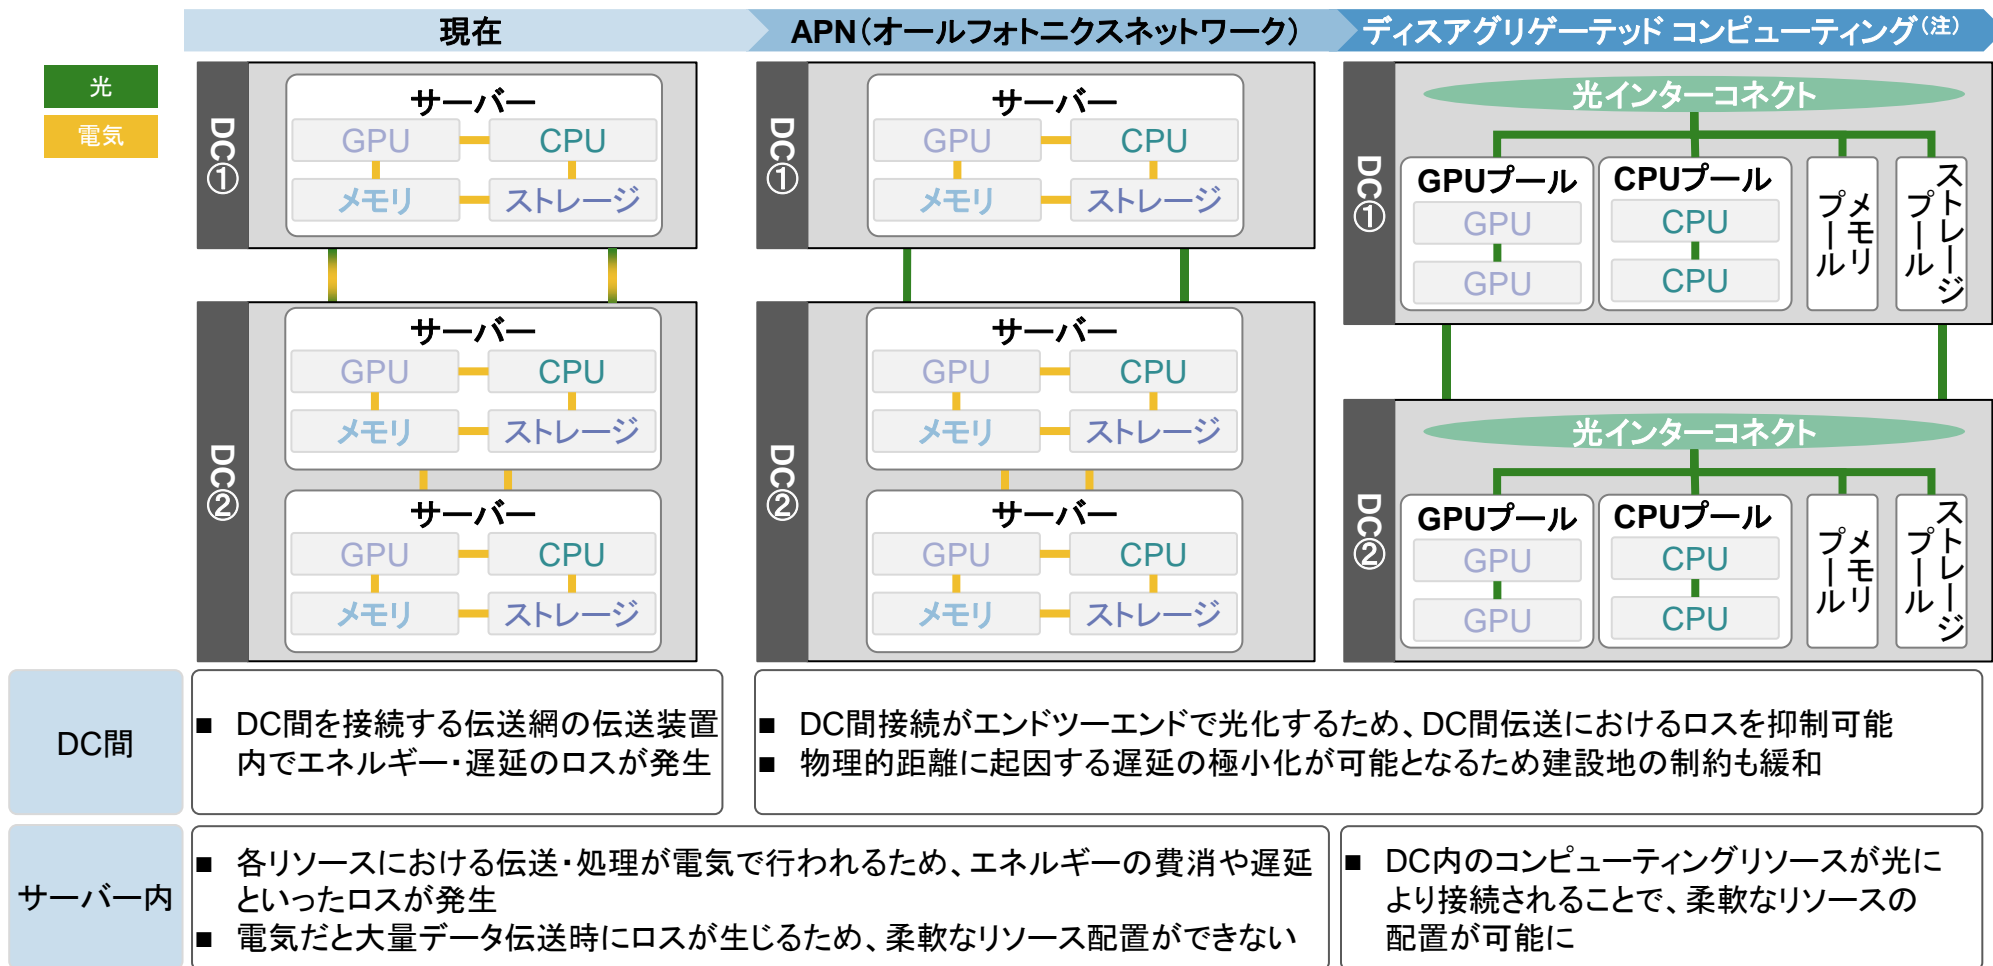 現在
APN（オールフォトニクスネットワーク）
ディスアグリゲーテッド コンピューティング（注）
光
電気
DC①
サーバー
GPU
CPU
メモリ
ストレージ
DC②
サーバー
GPU
CPU
メモリ
ストレージ
サーバー
GPU
CPU
メモリ
ストレージ
DC①
サーバー
GPU
CPU
メモリ
ストレージ
DC②
サーバー
GPU
CPU
メモリ
ストレージ
サーバー
GPU
CPU
メモリ
ストレージ
DC①
光インターコネクト
GPUプール
GPU
GPU
CPUプール
CPU
CPU
メモリ
プール
ストレージ
プール
DC②
光インターコネクト
GPUプール
GPU
GPU
CPUプール
CPU
CPU
メモリ
プール
ストレージ
プール
DC間
■ DC間を接続する伝送網の伝送装置
内でエネルギー・遅延のロスが発生
■ DC間接続がエンドツーエンドで光化するため、DC間伝送におけるロスを抑制可能
■ 物理的距離に起因する遅延の極小化が可能となるため建設地の制約も緩和
サーバー内
■ 各リソースにおける伝送・処理が電気で行われるため、エネルギーの費消や遅延
といったロスが発生
■ 電気だと大量データ伝送時にロスが生じるため、柔軟なリソース配置ができない
■ DC内のコンピューティングリソースが光に
より接続されることで、柔軟なリソースの
配置が可能に